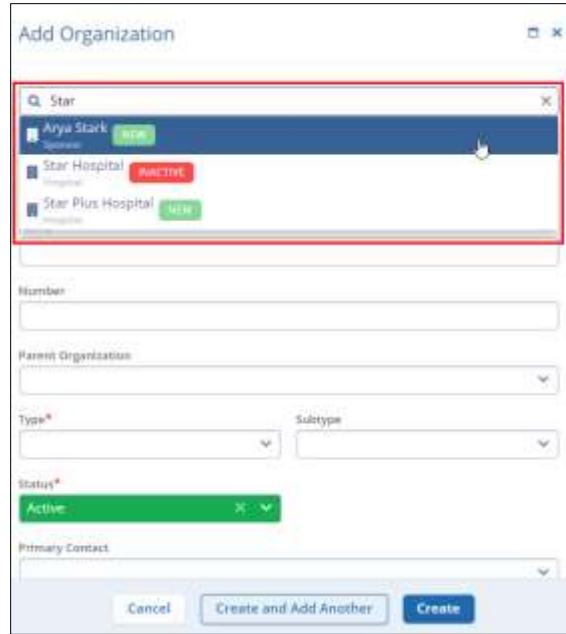 Add Organization
Star
Arya Stark NEW
Sponsor
Star Hospital INACTIVE
Hospital
Star Plus Hospital NEW
Hospital
Number
Parent Organization
Type* Subtype
Status*
Active
Primary Contact
Cancel Create and Add Another Create